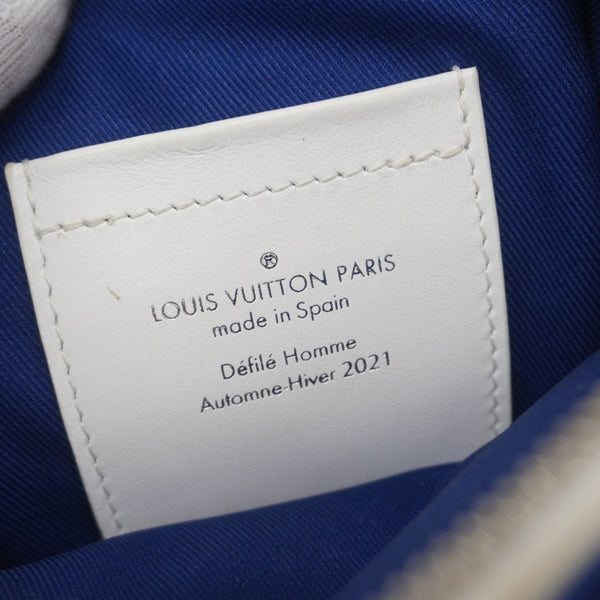 ®
LOUIS VUITTON PARIS
made in Spain
Défilé Homme
Automne-Hiver 2021